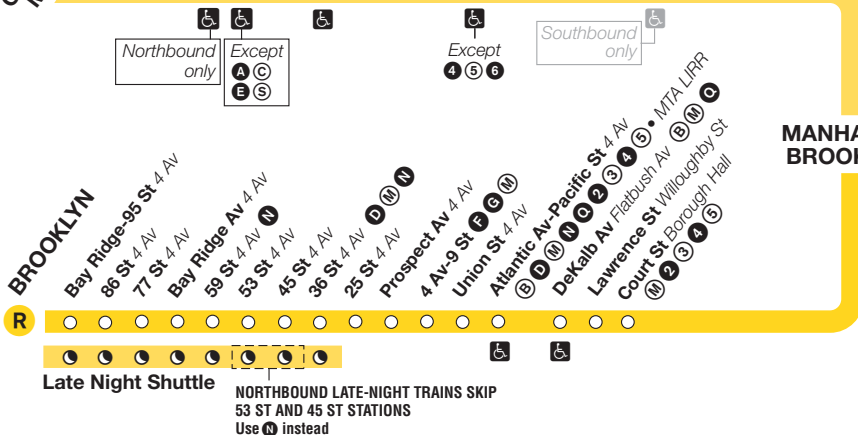 Northbound
only
Except
A C
E S
Except
4 5 6
Southbound
only
MANHA
BROOK
BROOKLYN
Bay Ridge-95 St 4 Av
86 St 4 Av
77 St 4 Av
Bay Ridge Av 4 Av
59 St 4 Av N
53 St 4 Av
45 St 4 Av
36 St 4 Av D M N
25 St 4 Av
Prospect Av 4 Av
4 Av-9 St F G M
Union St 4 Av
Atlantic Av-Pacific St 4 Av
B D M N Q 2 3 4 5 • MTA LIRR
DeKalb Av Flatbush Av B M Q
Lawrence St Willoughby St
Court St Borough Hall
M 2 3 4 5
R
Late Night Shuttle
NORTHBOUND LATE-NIGHT TRAINS SKIP
53 ST AND 45 ST STATIONS
Use N instead